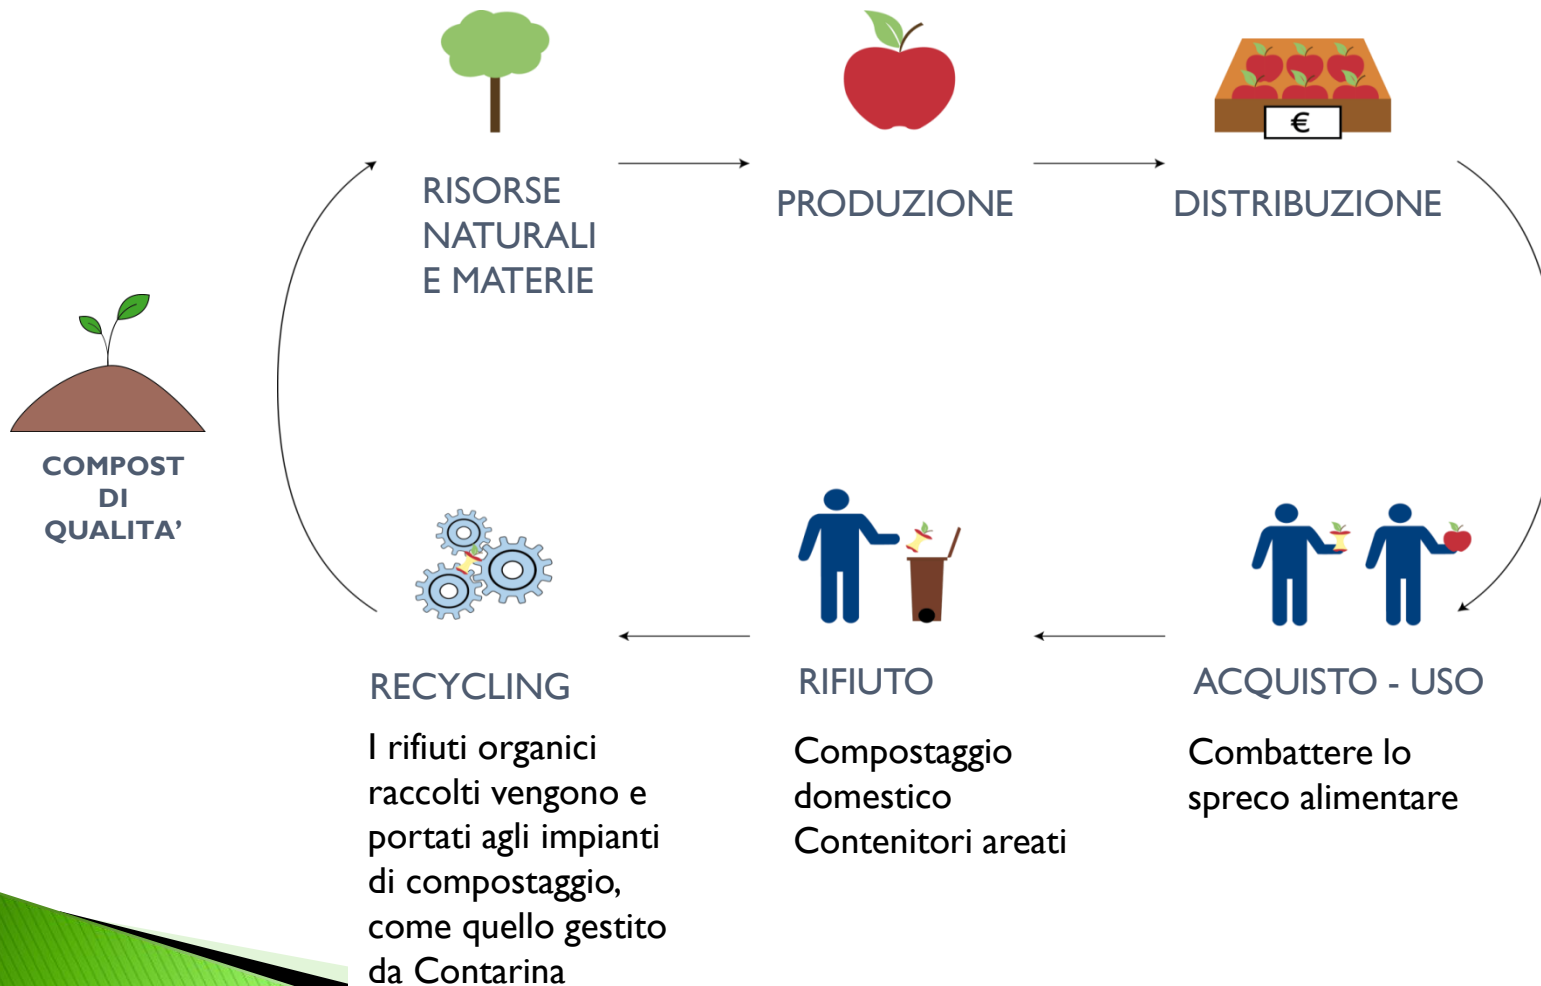 €
RISORSE
NATURALI
E MATERIE
PRODUZIONE
DISTRIBUZIONE
COMPOST
DI
QUALITA’
RECYCLING
I rifiuti organici
raccolti vengono e
portati agli impianti
di compostaggio,
come quello gestito
da Contarina
RIFIUTO
Compostaggio
domestico
Contenitori areati
ACQUISTO - USO
Combattere lo
spreco alimentare